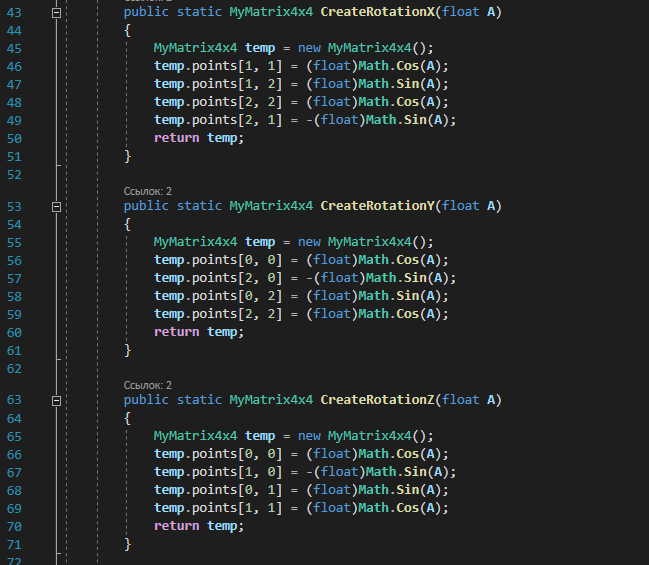 43 public static MyMatrix4x4 CreateRotationX(float A)
44 {
45 MyMatrix4x4 temp = new MyMatrix4x4();
46 temp.points[1, 1] = (float)Math.Cos(A);
47 temp.points[1, 2] = (float)Math.Sin(A);
48 temp.points[2, 2] = (float)Math.Cos(A);
49 temp.points[2, 1] = -(float)Math.Sin(A);
50 return temp;
51 }
52
Ссылок: 2
53 public static MyMatrix4x4 CreateRotationY(float A)
54 {
55 MyMatrix4x4 temp = new MyMatrix4x4();
56 temp.points[0, 0] = (float)Math.Cos(A);
57 temp.points[2, 0] = -(float)Math.Sin(A);
58 temp.points[0, 2] = (float)Math.Sin(A);
59 temp.points[2, 2] = (float)Math.Cos(A);
60 return temp;
61 }
62
Ссылок: 2
63 public static MyMatrix4x4 CreateRotationZ(float A)
64 {
65 MyMatrix4x4 temp = new MyMatrix4x4();
66 temp.points[0, 0] = (float)Math.Cos(A);
67 temp.points[1, 0] = -(float)Math.Sin(A);
68 temp.points[0, 1] = (float)Math.Sin(A);
69 temp.points[1, 1] = (float)Math.Cos(A);
70 return temp;
71 }
72